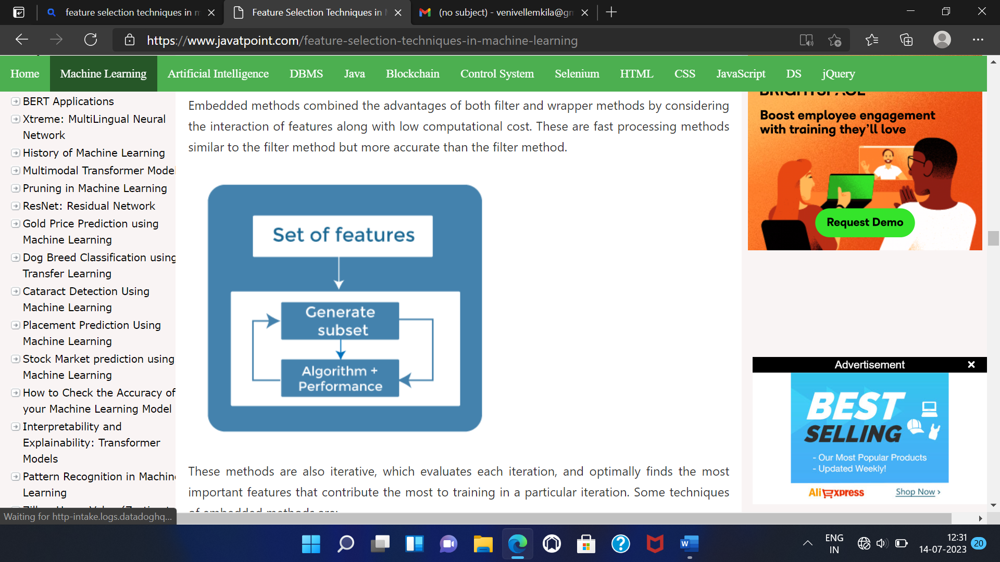 feature selection techniques in m
Feature Selection Techniques in
(no subject) - venivellemkila@gm
https://www.javatpoint.com/feature-selection-techniques-in-machine-learning
Home Machine Learning Artificial Intelligence DBMS Java Blockchain Control System Selenium HTML CSS JavaScript DS jQuery
BERT Applications
Xtreme: MultiLingual Neural
Network
History of Machine Learning
Multimodal Transformer Model
Pruning in Machine Learning
ResNet: Residual Network
Gold Price Prediction using
Machine Learning
Dog Breed Classification using
Transfer Learning
Cataract Detection Using
Machine Learning
Placement Prediction Using
Machine Learning
Stock Market prediction using
Machine Learning
How to Check the Accuracy of
your Machine Learning Model
Interpretability and
Explainability: Transformer
Models
Pattern Recognition in Machine
Learning
Waiting for http-intake.logs.datadoghq...
Embedded methods combined the advantages of both filter and wrapper methods by considering
the interaction of features along with low computational cost. These are fast processing methods
similar to the filter method but more accurate than the filter method.
Set of features
Generate
subset
Algorithm +
Performance
These methods are also iterative, which evaluates each iteration, and optimally finds the most
important features that contribute the most to training in a particular iteration. Some techniques
of embedded methods are:
BRIGHTSPACE
Boost employee engagement
with training they'll love
Request Demo
Advertisement
BEST
SELLING
- Our Most Popular Products
- Updated Weekly!
AliExpress
Shop Now >
ENG
IN
12:31
14-07-2023
20